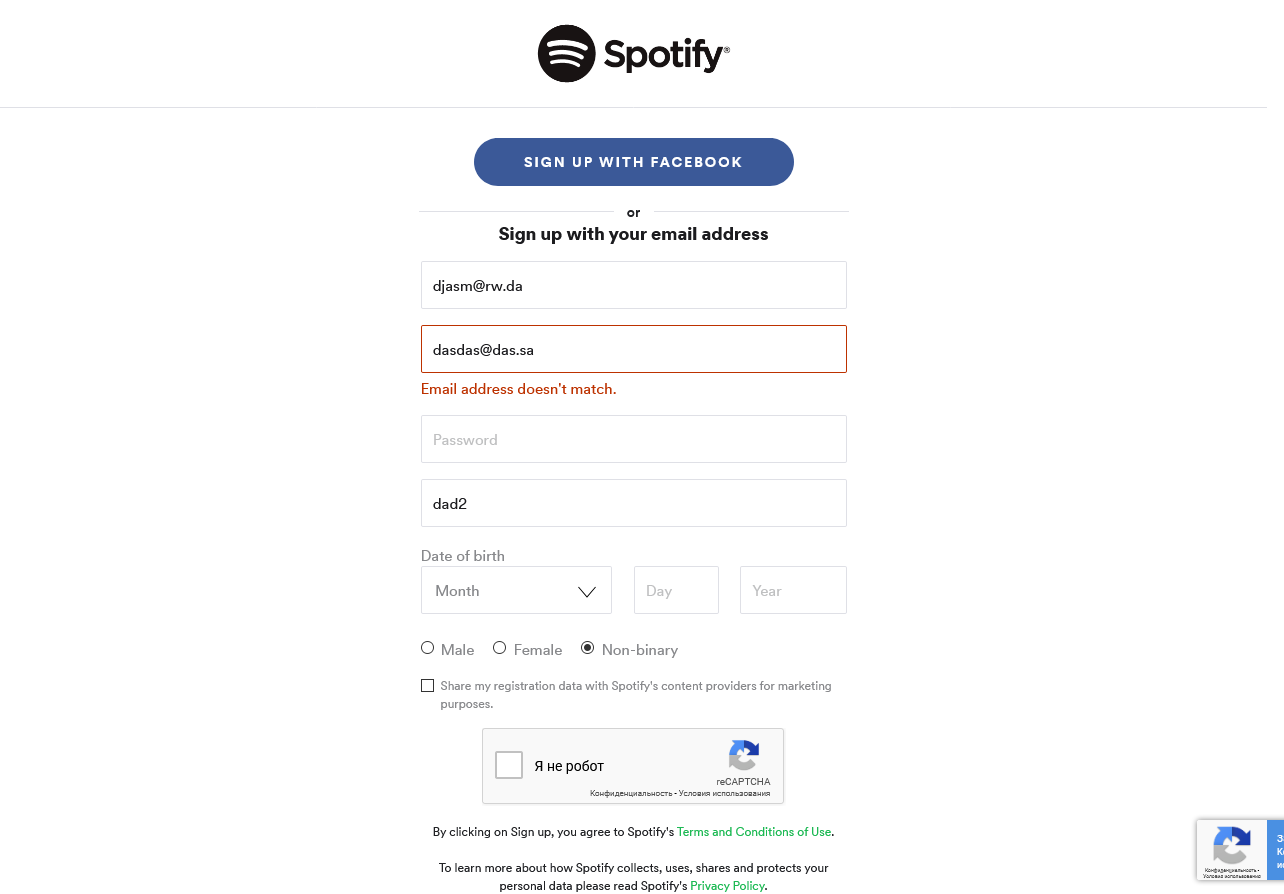 Spotify®
SIGN UP WITH FACEBOOK
or
Sign up with your email address
djasm@rw.da
dasdas@das.sa
Email address doesn't match.
Password
dad2
Date of birth
Month Day Year
Male Female Non-binary
Share my registration data with Spotify's content providers for marketing
purposes.
Я не робот
reCAPTCHA
Конфиденциальность - Условия использования
By clicking on Sign up, you agree to Spotify's Terms and Conditions of Use.
To learn more about how Spotify collects, uses, shares and protects your
personal data please read Spotify's Privacy Policy.
Конфиденциальность -
Условия использования